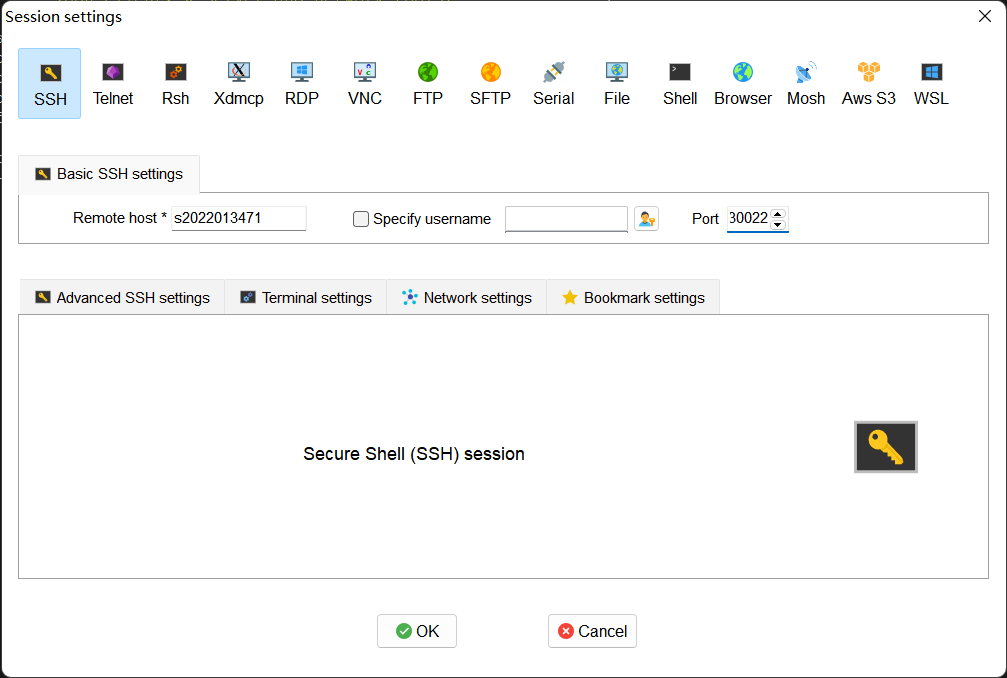 Session settings
SSH Telnet Rsh Xdmcp RDP VNC FTP SFTP Serial File Shell Browser Mosh Aws S3 WSL
Basic SSH settings
Remote host * s2022013471 Specify username Port 30022
Advanced SSH settings Terminal settings Network settings Bookmark settings
Secure Shell (SSH) session
OK Cancel